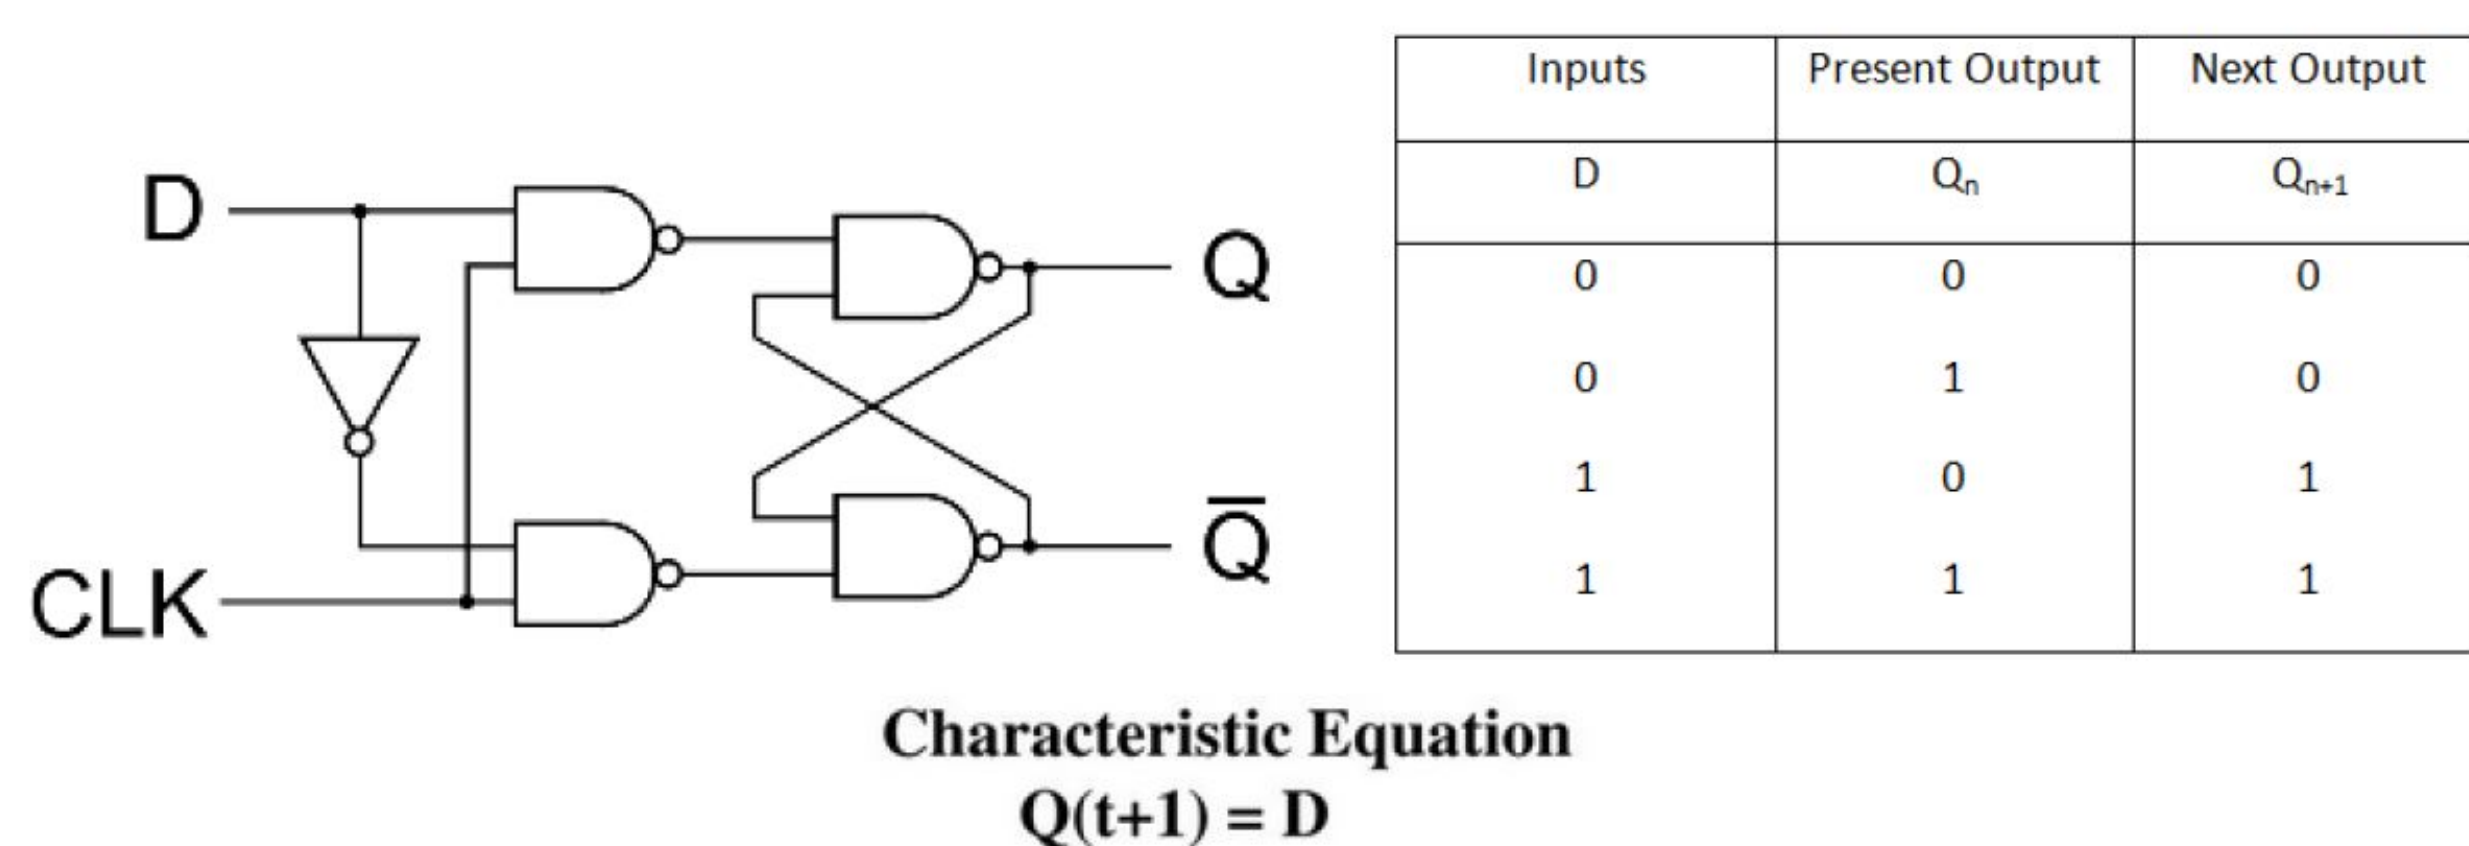 D
CLK
Q
Q̅
Inputs Present Output Next Output
D Qₙ Qₙ₊₁
0 0 0
0 1 0
1 0 1
1 1 1
Characteristic Equation
Q(t+1) = D